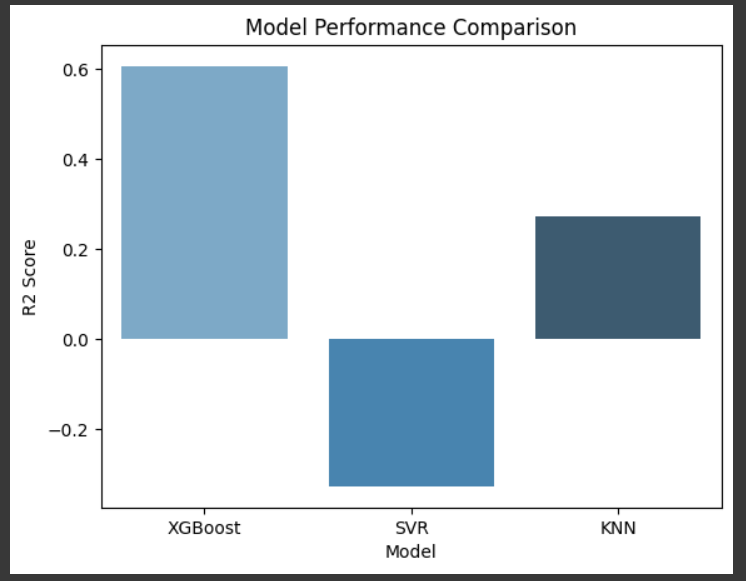 Model Performance Comparison
0.6
0.4
0.2
0.0
−0.2
R2 Score
XGBoost SVR KNN
Model